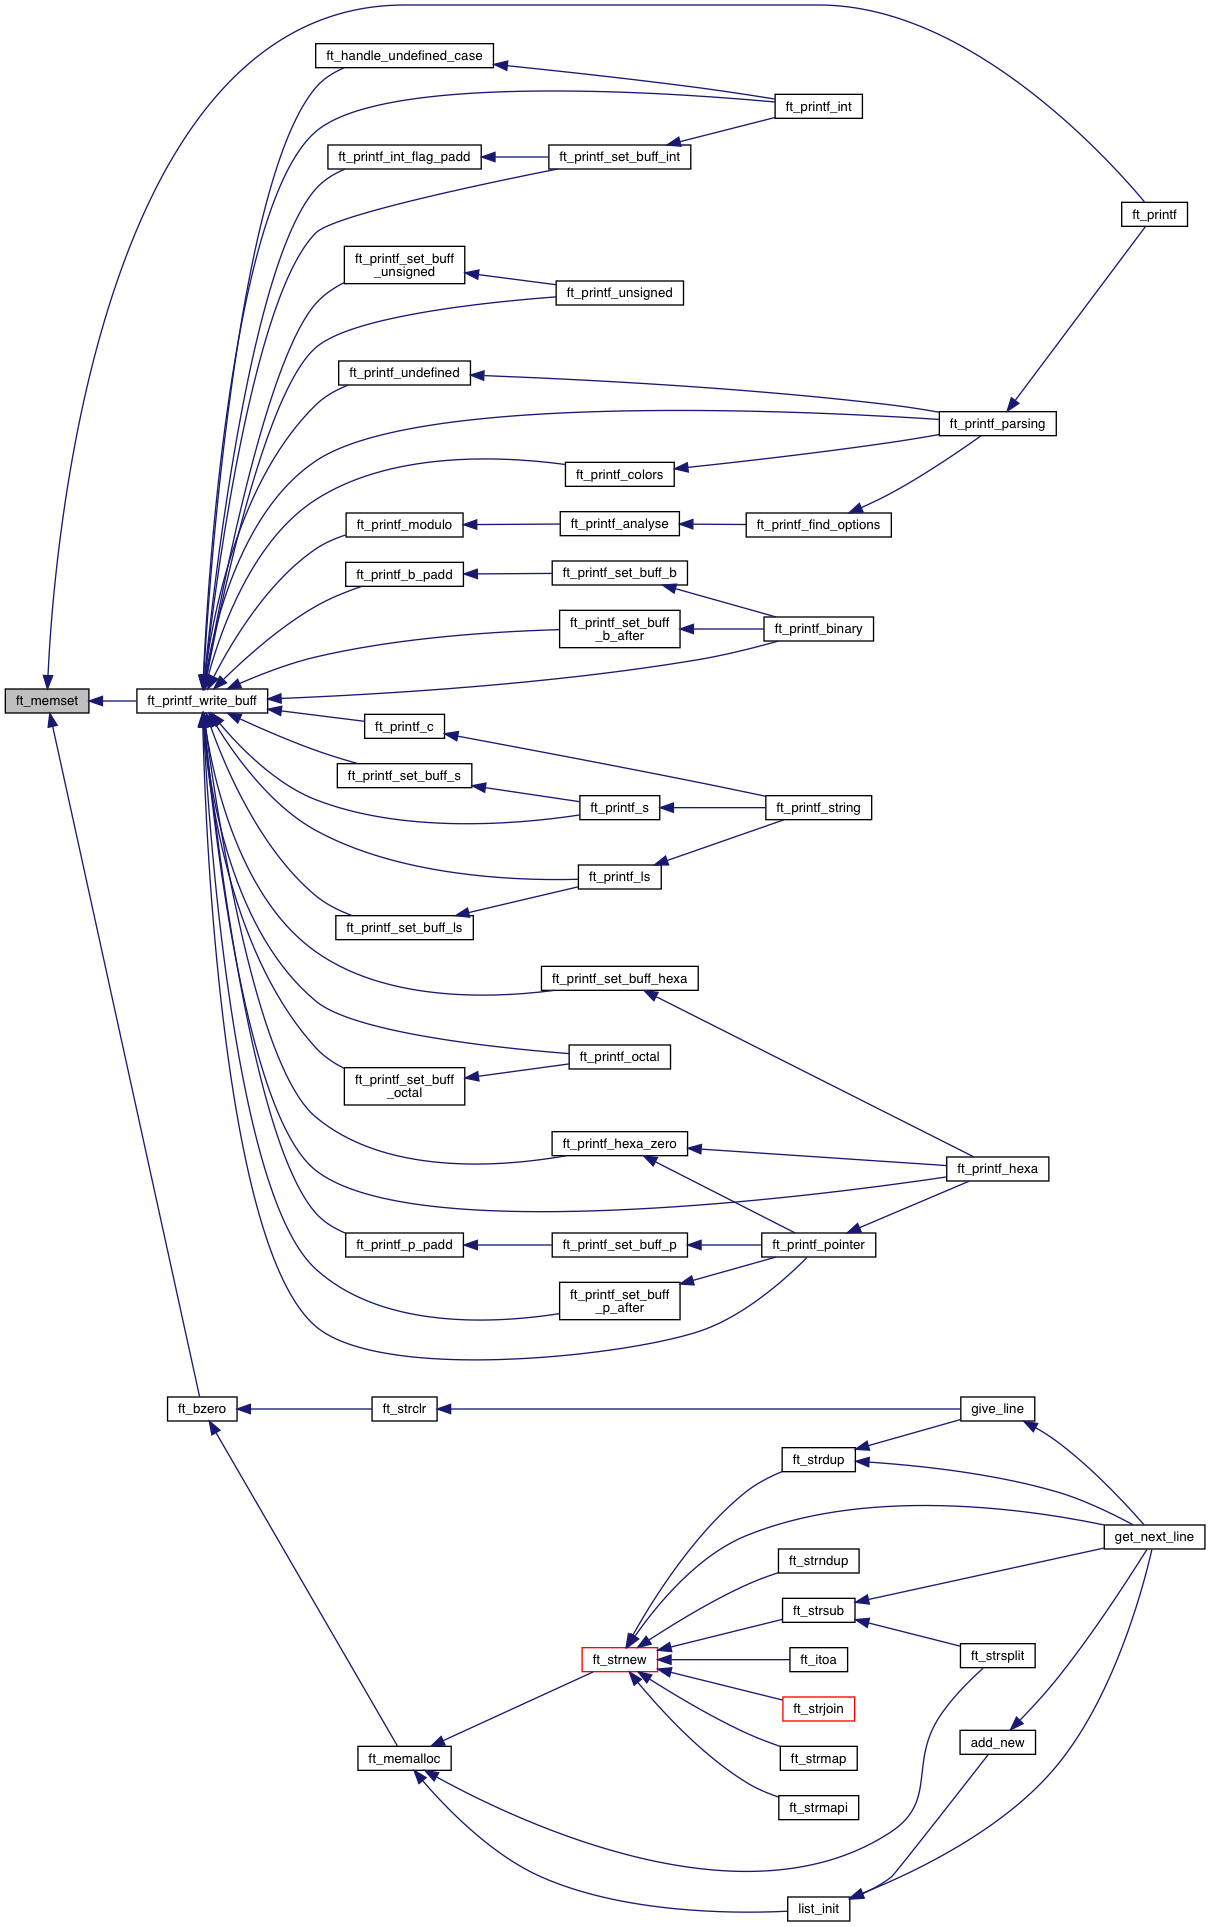 ft_handle_undefined_case
ft_printf_int
ft_printf_int_flag_padd
ft_printf_set_buff_int
ft_printf
ft_printf_set_buff
_unsigned
ft_printf_unsigned
ft_printf_undefined
ft_printf_parsing
ft_printf_colors
ft_printf_modulo
ft_printf_analyse
ft_printf_find_options
ft_printf_b_padd
ft_printf_set_buff_b
ft_printf_set_buff
_b_after
ft_printf_binary
ft_memset
ft_printf_write_buff
ft_printf_c
ft_printf_set_buff_s
ft_printf_s
ft_printf_string
ft_printf_ls
ft_printf_set_buff_ls
ft_printf_set_buff_hexa
ft_printf_octal
ft_printf_set_buff
_octal
ft_printf_hexa_zero
ft_printf_hexa
ft_printf_p_padd
ft_printf_set_buff_p
ft_printf_pointer
ft_printf_set_buff
_p_after
ft_bzero
ft_strclr
give_line
ft_strdup
get_next_line
ft_strndup
ft_strsub
ft_strnew
ft_itoa
ft_strsplit
ft_strjoin
add_new
ft_memalloc
ft_strmap
ft_strmapi
list_init